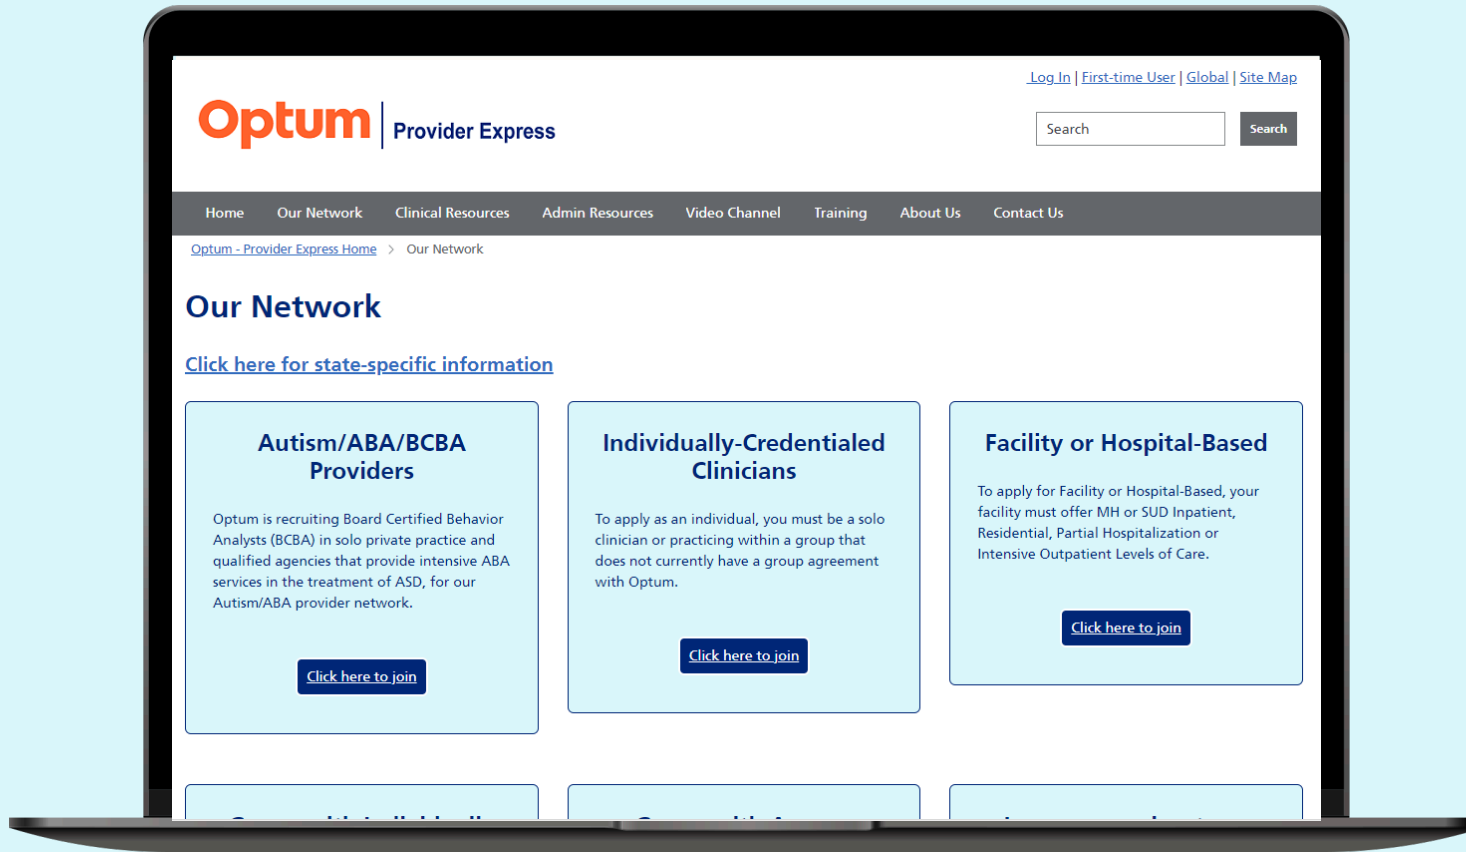 Log In | First-time User | Global | Site Map
Optum | Provider Express
Search
Search
Home Our Network Clinical Resources Admin Resources Video Channel Training About Us Contact Us
Optum - Provider Express Home > Our Network
Our Network
Click here for state-specific information
Autism/ABA/BCBA
Providers
Optum is recruiting Board Certified Behavior
Analysts (BCBA) in solo private practice and
qualified agencies that provide intensive ABA
services in the treatment of ASD, for our
Autism/ABA provider network.
Click here to join
Individually-Credentialed
Clinicians
To apply as an individual, you must be a solo
clinician or practicing within a group that
does not currently have a group agreement
with Optum.
Click here to join
Facility or Hospital-Based
To apply for Facility or Hospital-Based, your
facility must offer MH or SUD Inpatient,
Residential, Partial Hospitalization or
Intensive Outpatient Levels of Care.
Click here to join